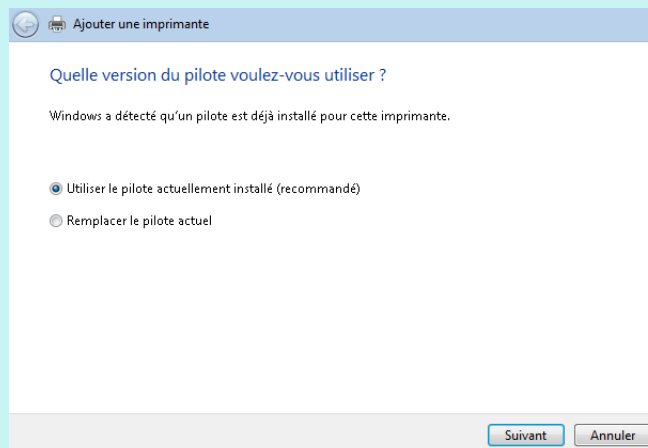 Ajouter une imprimante
Quelle version du pilote voulez-vous utiliser ?
Windows a détecté qu'un pilote est déjà installé pour cette imprimante.
Utiliser le pilote actuellement installé (recommandé)
Remplacer le pilote actuel
Suivant
Annuler